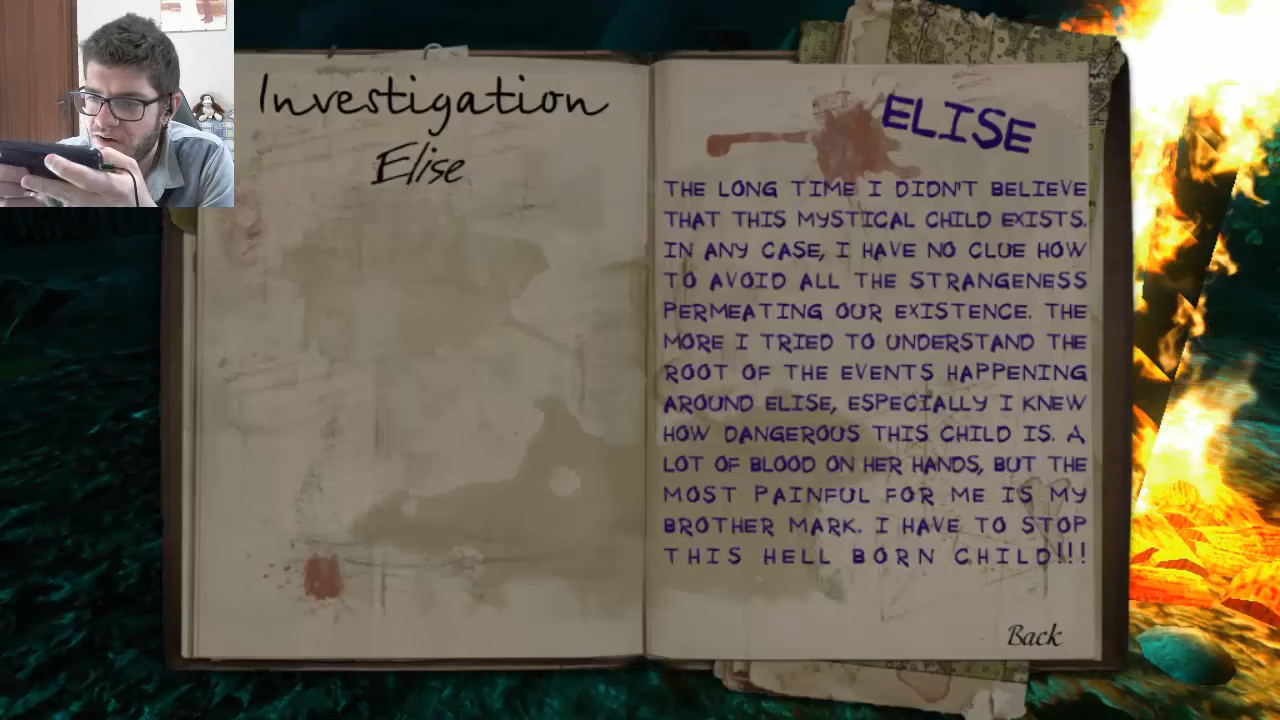 Investigation
Elise
ELISE
THE LONG TIME I DIDN'T BELIEVE
THAT THIS MYSTICAL CHILD EXISTS.
IN ANY CASE, I HAVE NO CLUE HOW
TO AVOID ALL THE STRANGENESS
PERMEATING OUR EXISTENCE. THE
MORE I TRIED TO UNDERSTAND THE
ROOT OF THE EVENTS HAPPENING
AROUND ELISE, ESPECIALLY I KNEW
HOW DANGEROUS THIS CHILD IS. A
LOT OF BLOOD ON HER HANDS, BUT THE
MOST PAINFUL FOR ME IS MY
BROTHER MARK. I HAVE TO STOP
THIS HELL BORN CHILD!!!
Back